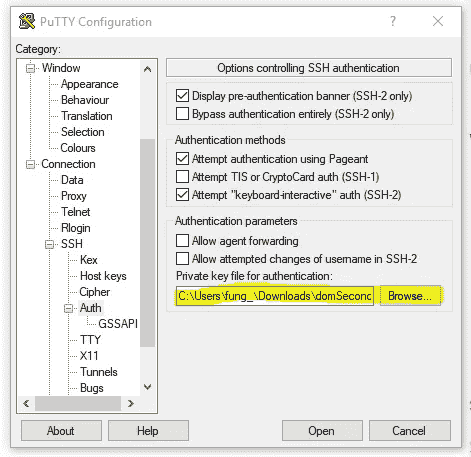 PuTTY Configuration
?
Category:
Window
Appearance
Behaviour
Translation
Selection
Colours
Connection
Data
Proxy
Telnet
Rlogin
SSH
Kex
Host keys
Cipher
Auth
GSSAPI
TTY
X11
Tunnels
Bugs
Options controlling SSH authentication
Display pre-authentication banner (SSH-2 only)
Bypass authentication entirely (SSH-2 only)
Authentication methods
Attempt authentication using Pageant
Attempt TIS or CryptoCard auth (SSH-1)
Attempt "keyboard-interactive" auth (SSH-2)
Authentication parameters
Allow agent forwarding
Allow attempted changes of username in SSH-2
Private key file for authentication:
C:\Users\fung_\Downloads\domSecond
Browse...
About
Help
Open
Cancel